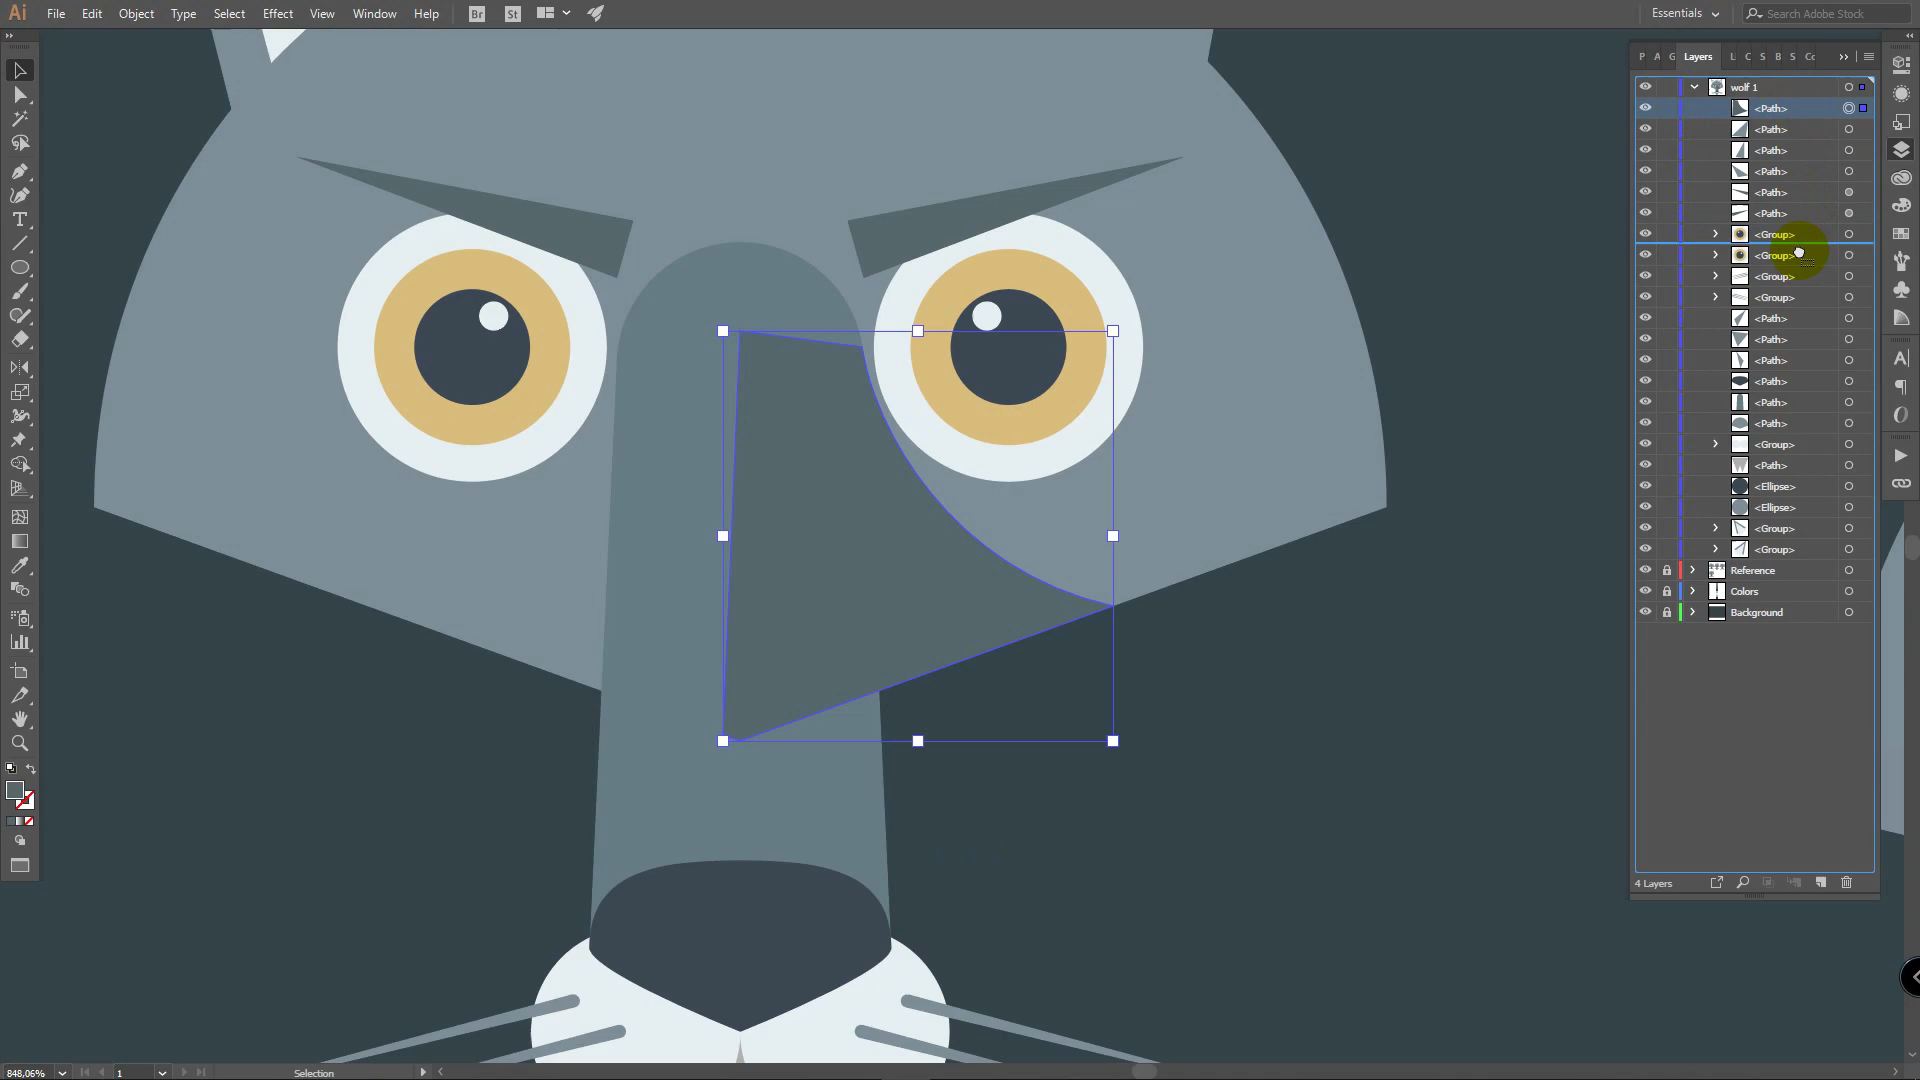 Ai File Edit Object Type Select Effect View Window Help Br St Essentials Search Adobe Stock
P A G Layers L C S B S Cc
wolf 1
<Path>
<Path>
<Path>
<Path>
<Path>
<Path>
<Group>
<Group>
<Group>
<Group>
<Path>
<Path>
<Path>
<Path>
<Path>
<Path>
<Group>
<Path>
<Ellipse>
<Ellipse>
<Group>
<Group>
Reference
Colors
Background
4 Layers
848,06% 1 Selection